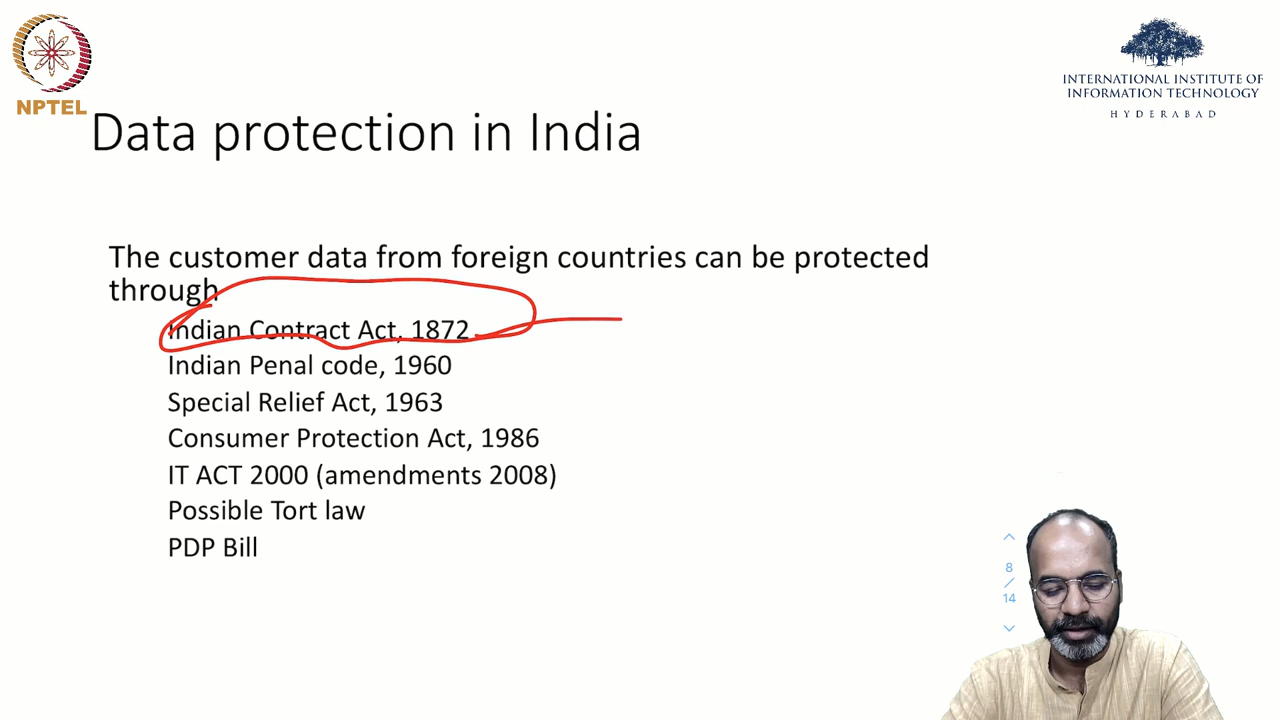 NPTEL
INTERNATIONAL INSTITUTE OF
INFORMATION TECHNOLOGY
HYDERABAD
Data protection in India
The customer data from foreign countries can be protected
through
Indian Contract Act, 1872
Indian Penal code, 1960
Special Relief Act, 1963
Consumer Protection Act, 1986
IT ACT 2000 (amendments 2008)
Possible Tort law
PDP Bill
8
/
14